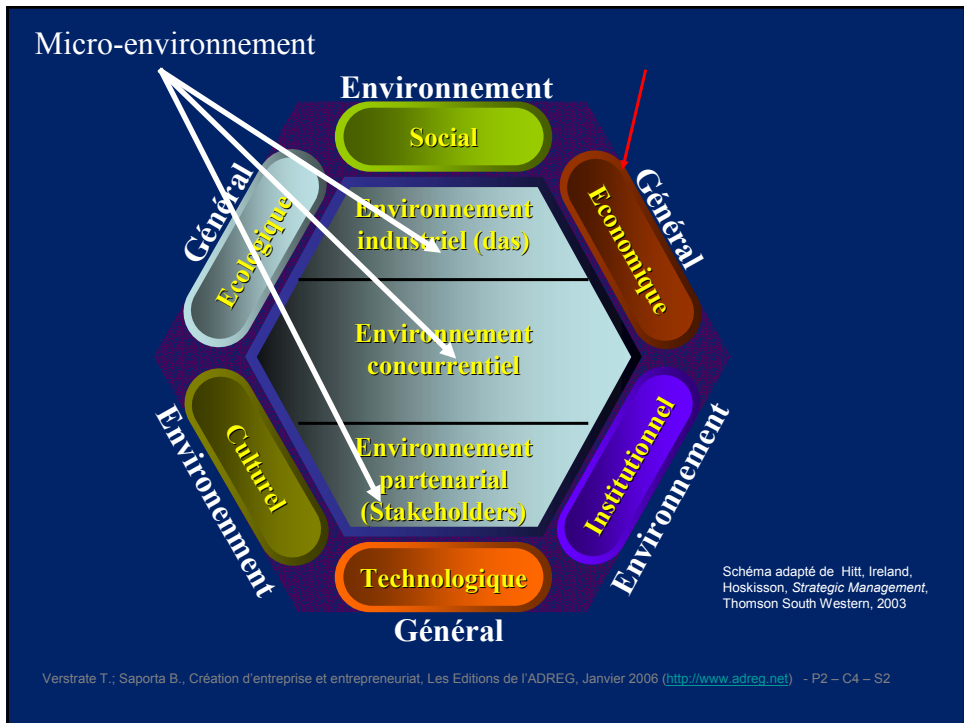 Micro-environnement
Environnement
Social
Général
Ecologique
Economique
Général
Environnement
industriel (das)
Environnement
concurrentiel
Environnement
partenarial
(Stakeholders)
Culturel
Environenment
Institutionnel
Environnement
Technologique
Général
Schéma adapté de Hitt, Ireland,
Hoskisson, Strategic Management,
Thomson South Western, 2003
Verstrate T.; Saporta B., Création d'entreprise et entrepreneuriat, Les Editions de l'ADREG, Janvier 2006 (http://www.adreg.net) - P2 – C4 – S2